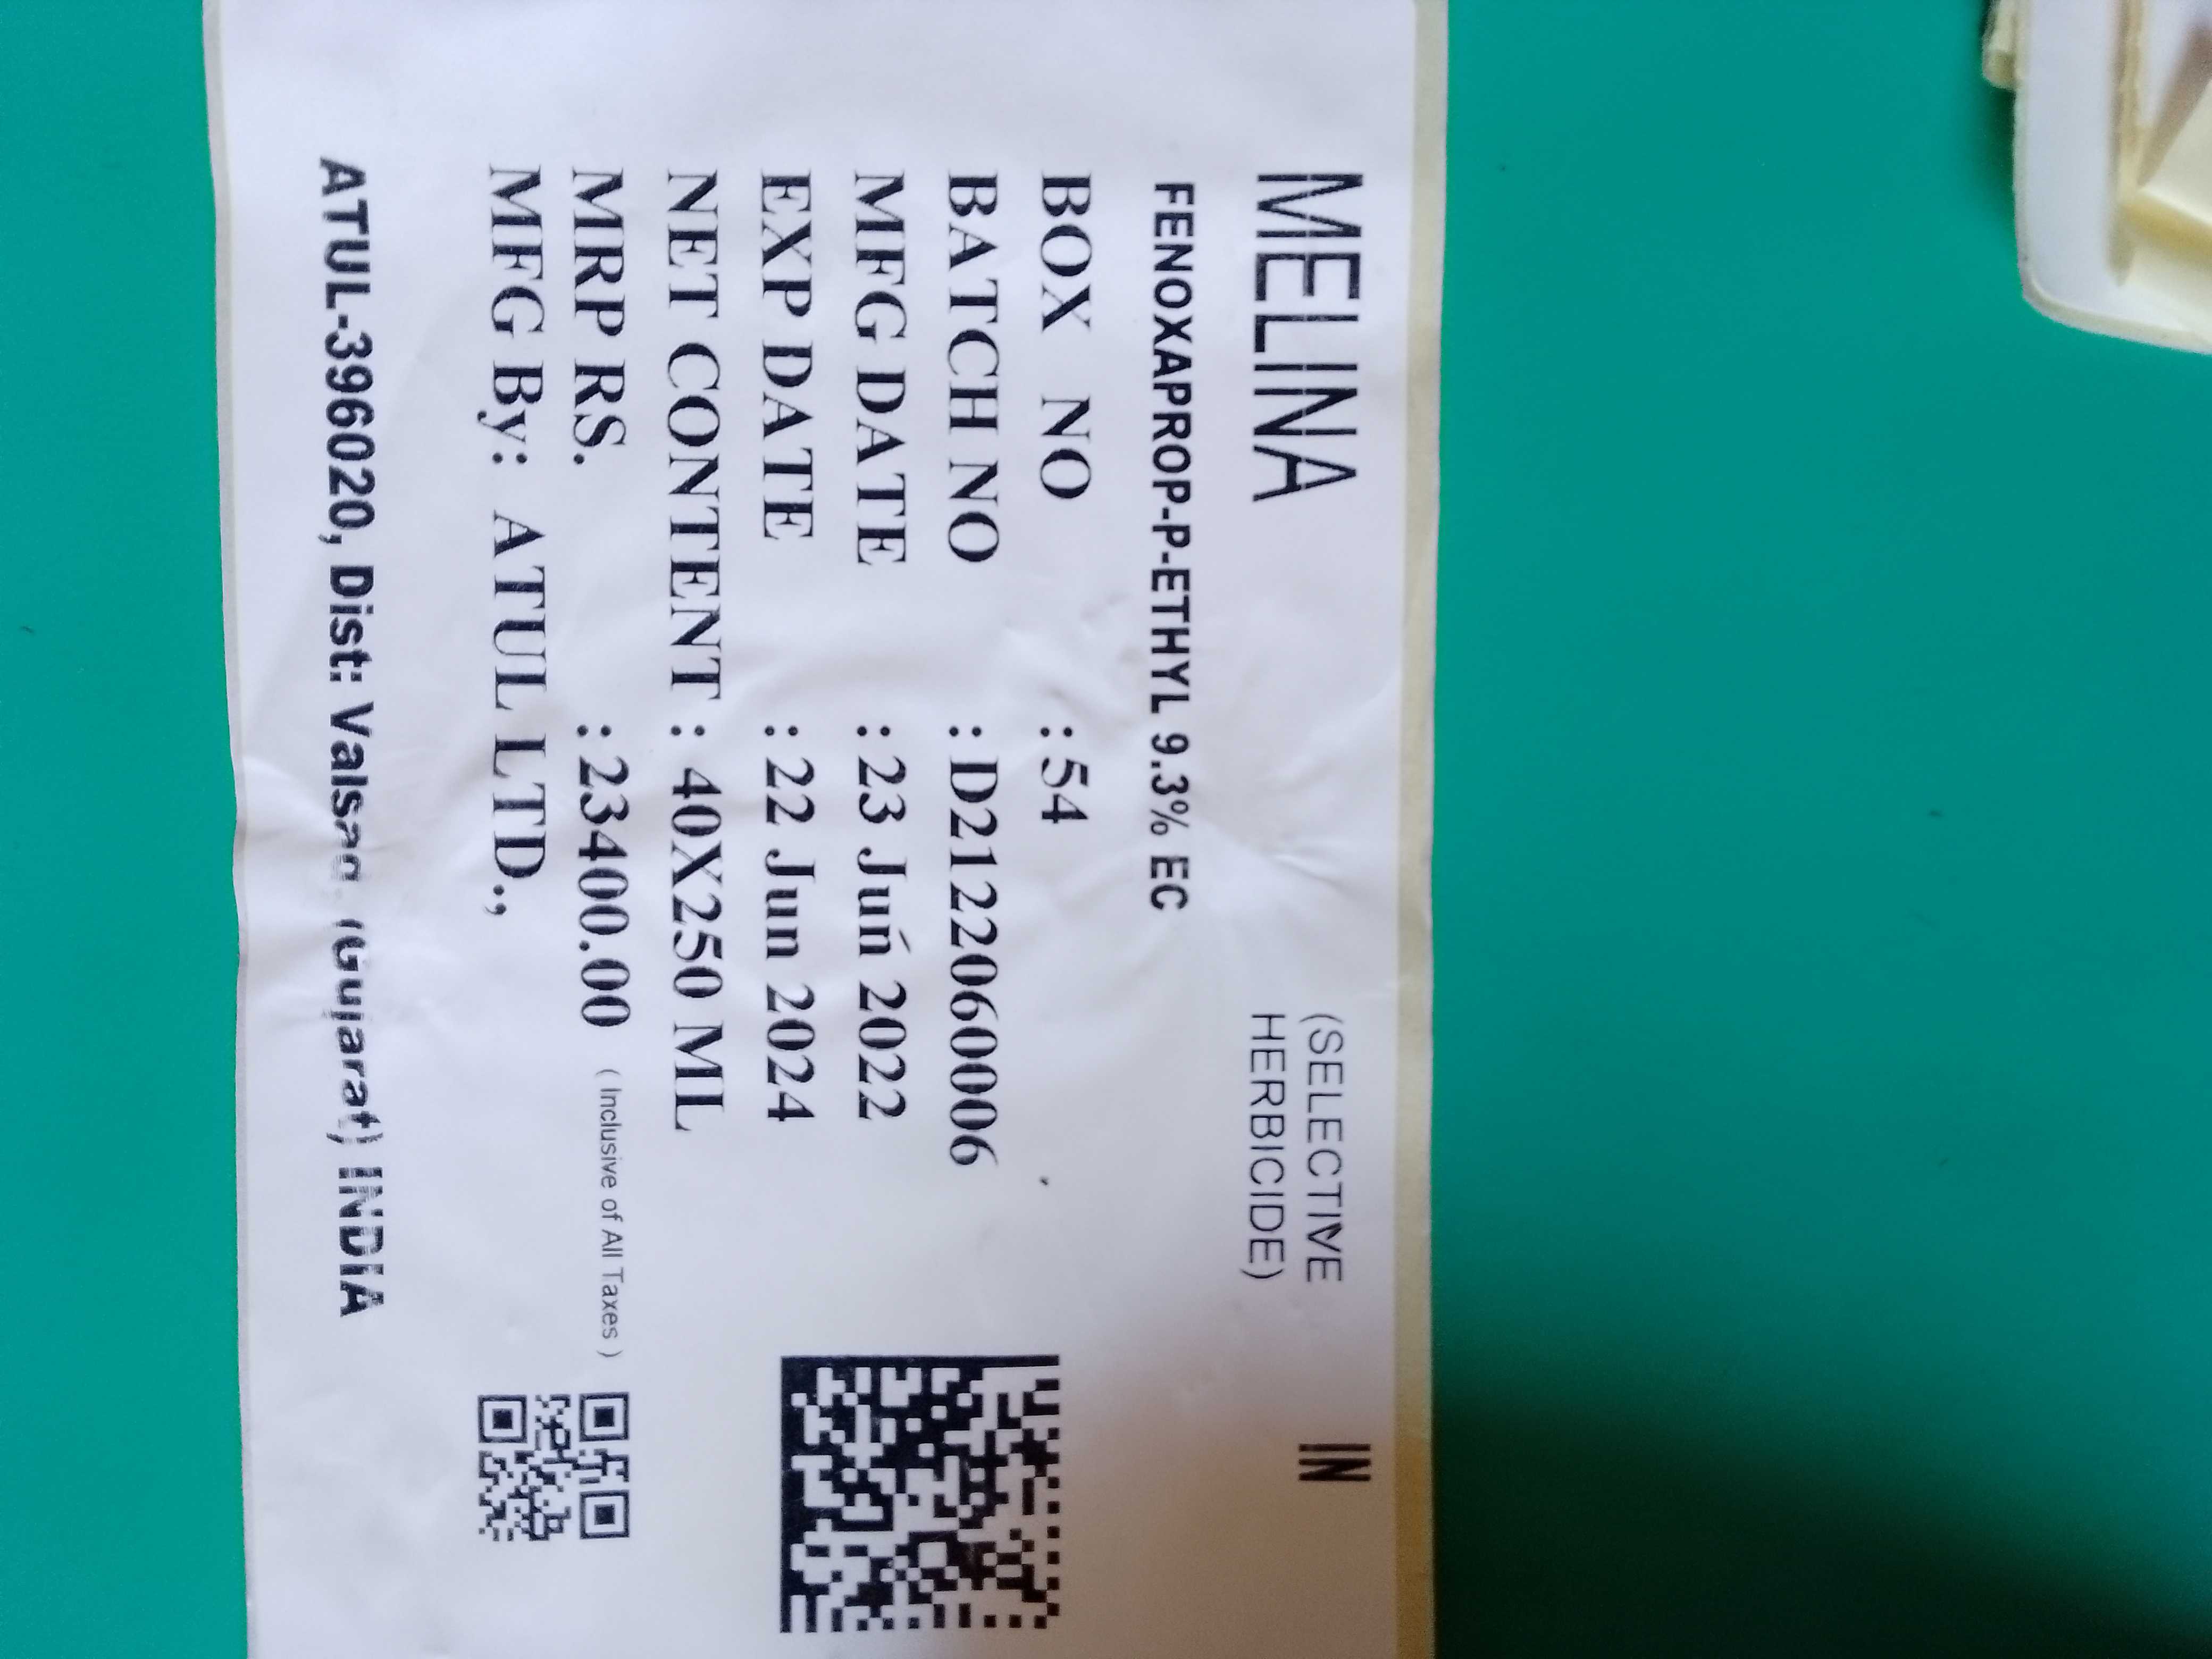 MELINA (SELECTIVE HERBICIDE) IN
FENOXAPROP-P-ETHYL 9.3% EC
BOX NO : 54
BATCH NO : D2122060006
MFG DATE : 23 Jun 2022
EXP DATE : 22 Jun 2024
NET CONTENT : 40X250 ML
MRP RS. : 23400.00 ( Inclusive of All Taxes )
MFG By: ATUL LTD.,
ATUL-396020, Dist: Valsad, (Gujarat) INDIA